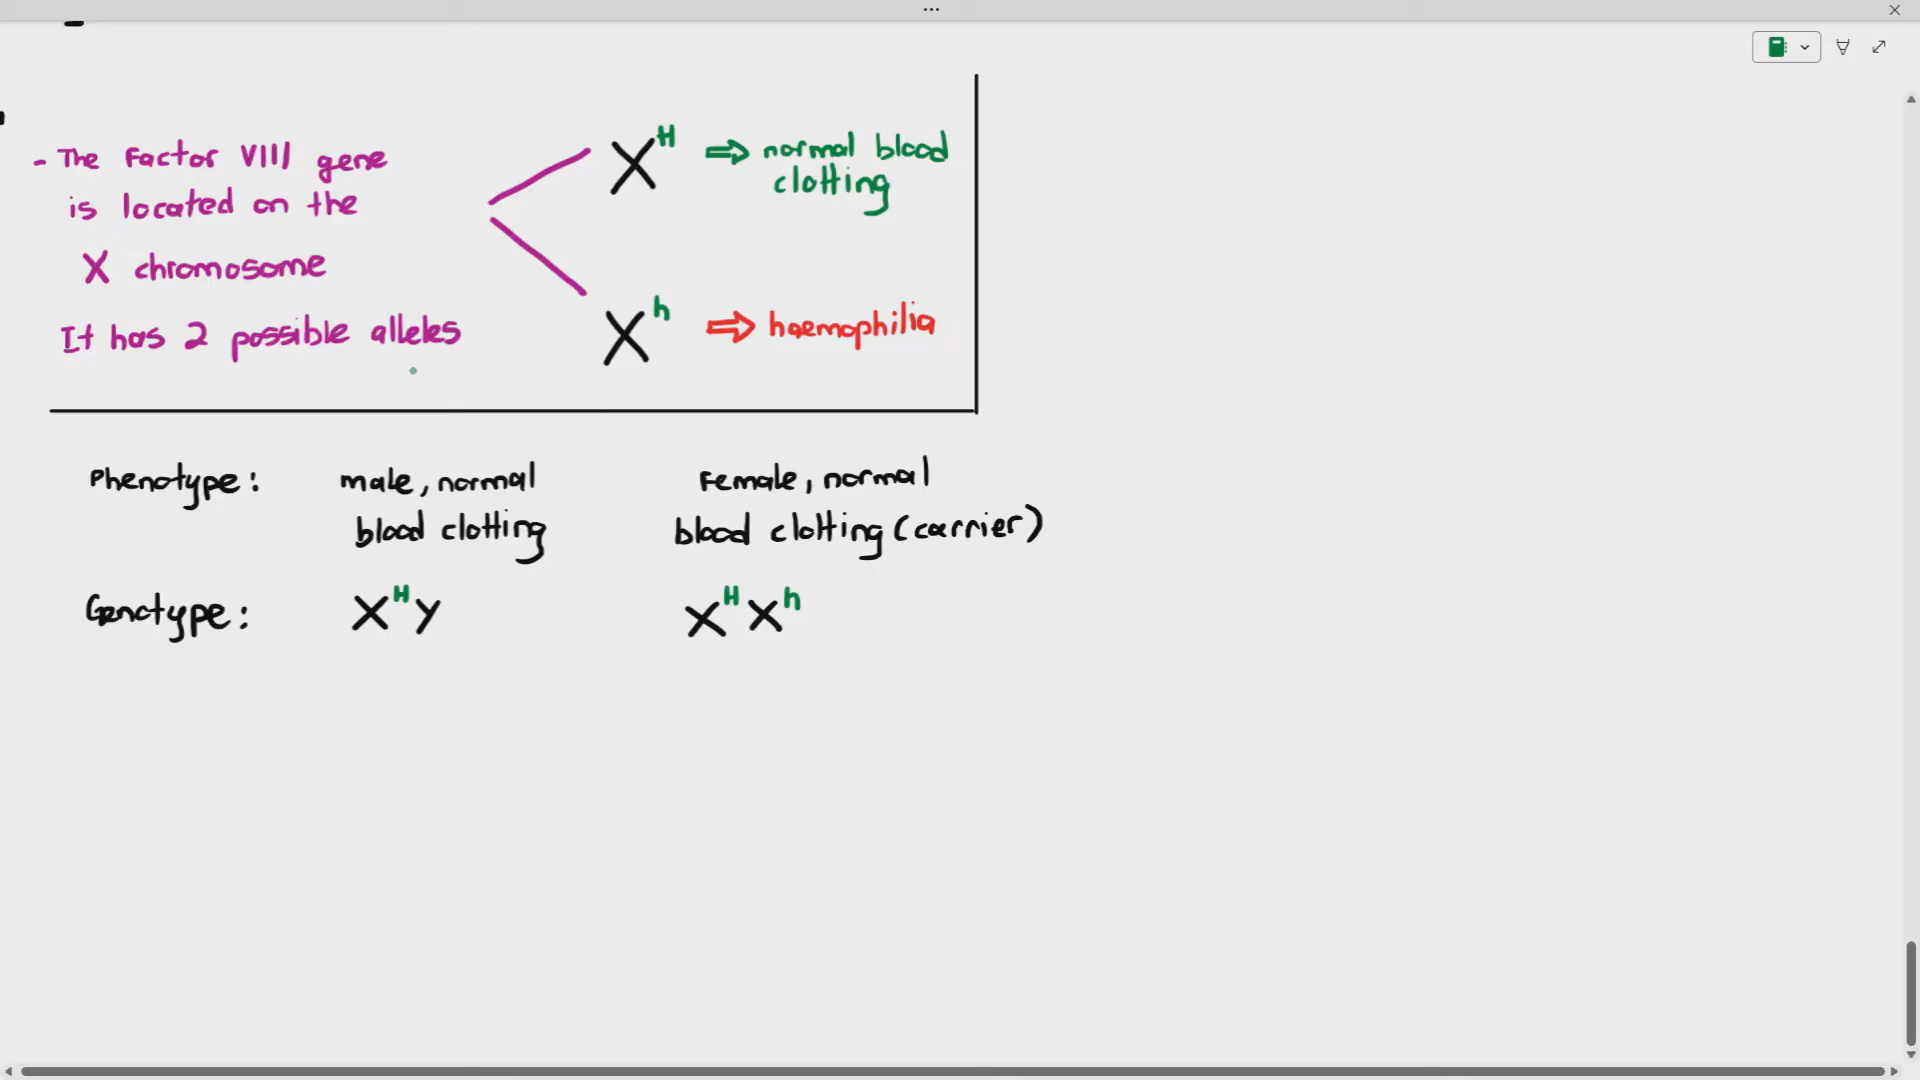 - The Factor VIII gene
is located on the
X chromosome
It has 2 possible alleles
X^H ⇒ normal blood
clotting
X^h ⇒ haemophilia
Phenotype: male, normal Female, normal
blood clotting blood clotting (carrier)
Genotype: X^H Y X^H X^h